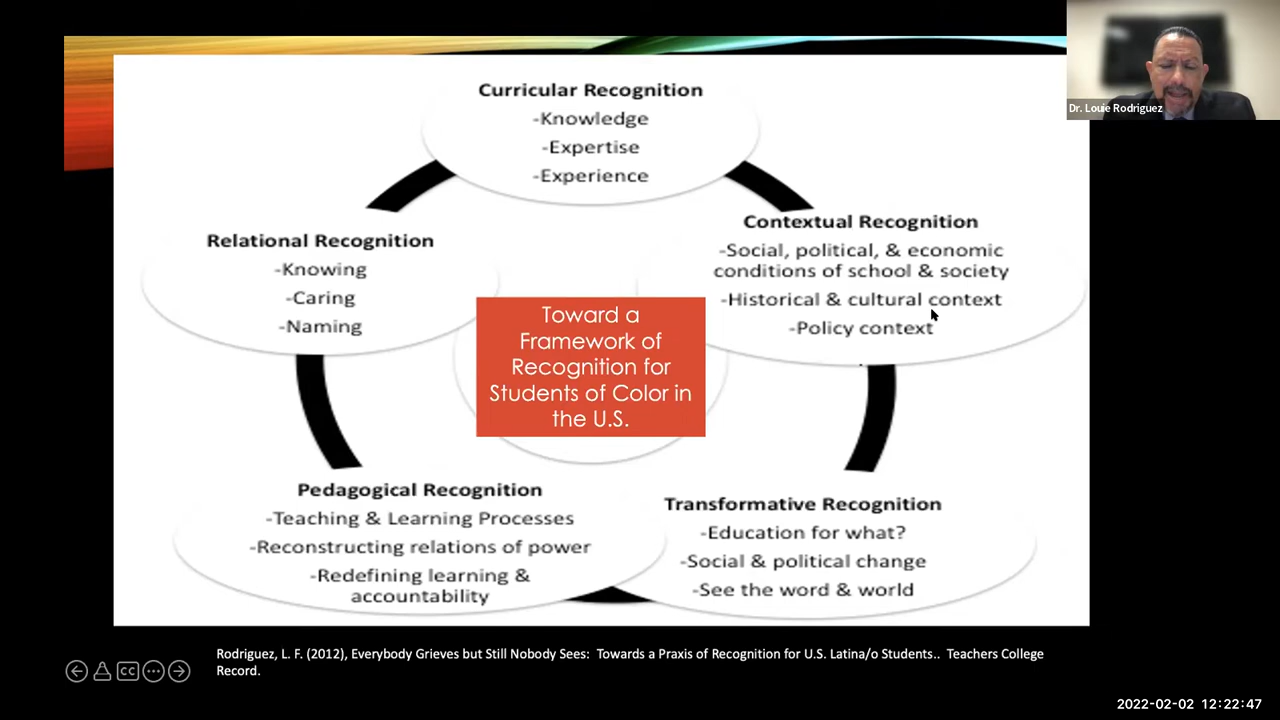 Curricular Recognition
-Knowledge
-Expertise
-Experience
Dr. Louie Rodriguez
Relational Recognition
-Knowing
-Caring
-Naming
Contextual Recognition
-Social, political, & economic
conditions of school & society
-Historical & cultural context
-Policy context
Toward a
Framework of
Recognition for
Students of Color in
the U.S.
Pedagogical Recognition
-Teaching & Learning Processes
-Reconstructing relations of power
-Redefining learning &
accountability
Transformative Recognition
-Education for what?
-Social & political change
-See the word & world
Rodriguez, L. F. (2012), Everybody Grieves but Still Nobody Sees: Towards a Praxis of Recognition for U.S. Latina/o Students.. Teachers College
Record.
CC
2022-02-02 12:22:47